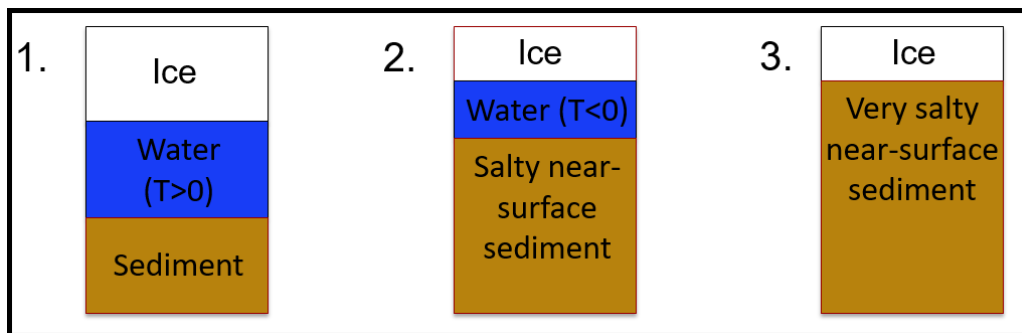 1.
Ice
Water
(T>0)
Sediment
2.
Ice
Water (T<0)
Salty near-
surface
sediment
3.
Ice
Very salty
near-surface
sediment